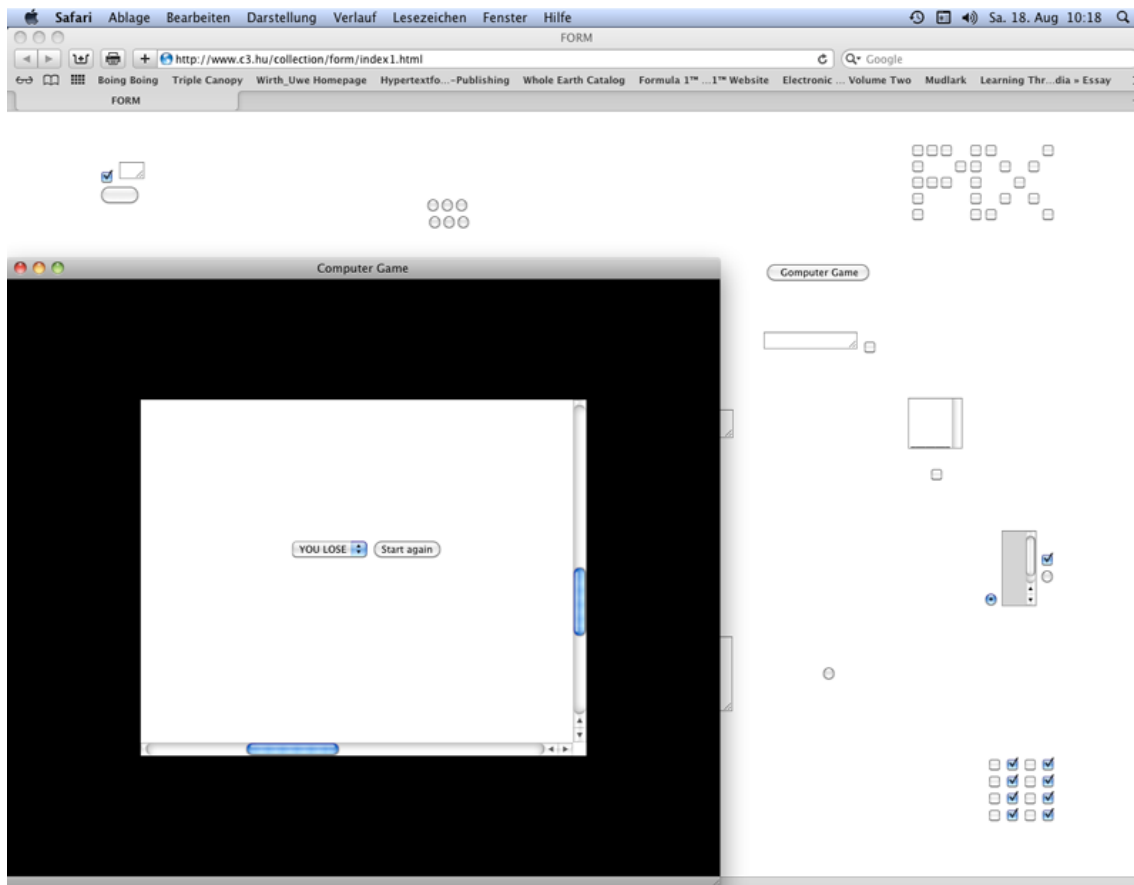 Safari Ablage Bearbeiten Darstellung Verlauf Lesezeichen Fenster Hilfe Sa. 18. Aug 10:18
FORM
http://www.c3.hu/collection/form/index1.html Google
Boing Boing Triple Canopy Wirth_Uwe Homepage Hypertextfo...-Publishing Whole Earth Catalog Formula 1™ ...1™ Website Electronic ... Volume Two Mudlark Learning Thr...dia » Essay
FORM
Computer Game
Gomputer Game
YOU LOSE Start again